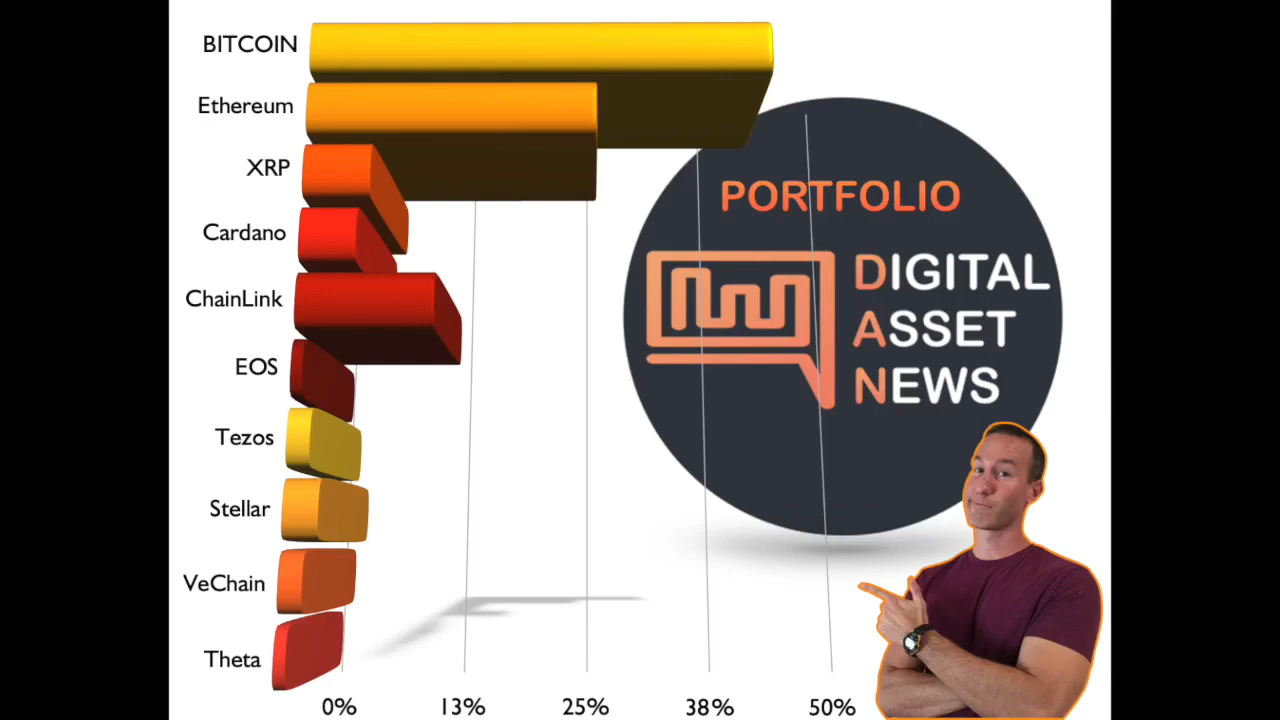 BITCOIN
Ethereum
XRP
Cardano
ChainLink
EOS
Tezos
Stellar
VeChain
Theta
0% 13% 25% 38% 50%
PORTFOLIO
DIGITAL
ASSET
NEWS